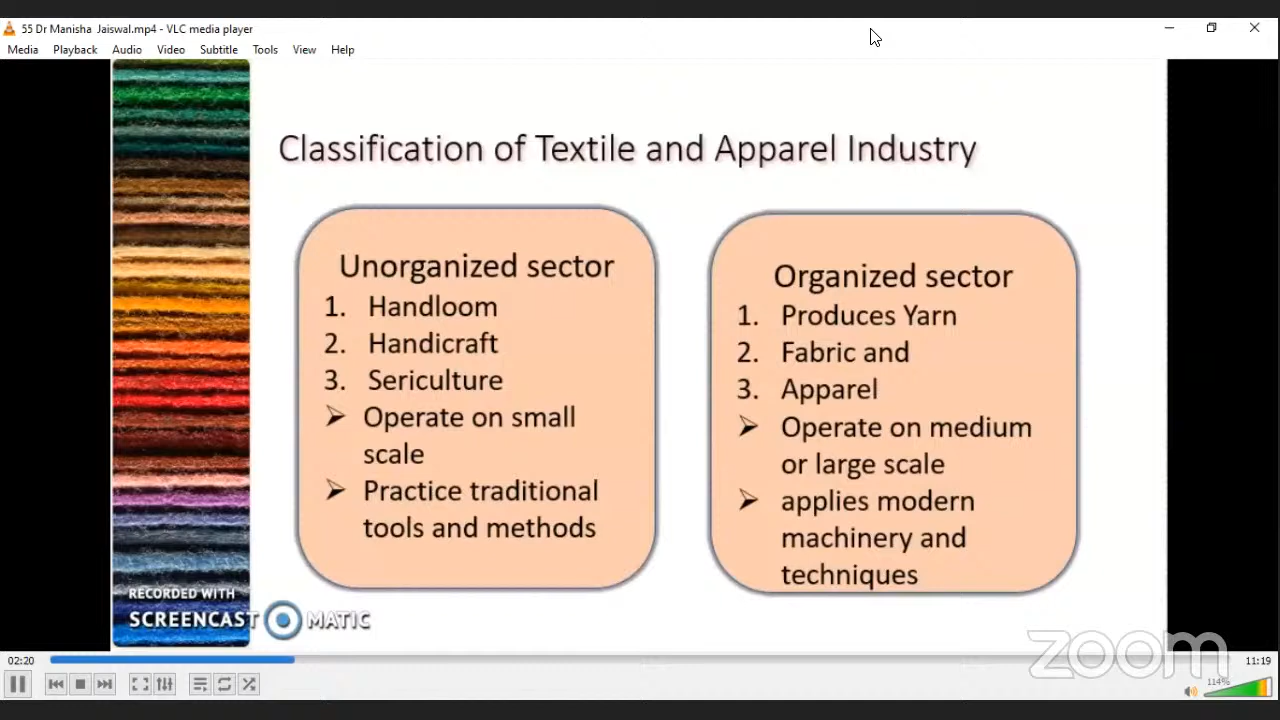 55 Dr Manisha  Jaiswal.mp4 - VLC media player
Media Playback Audio Video Subtitle Tools View Help
Classification of Textile and Apparel Industry
Unorganized sector
1. Handloom
2. Handicraft
3. Sericulture
➢ Operate on small
scale
➢ Practice traditional
tools and methods
Organized sector
1. Produces Yarn
2. Fabric and
3. Apparel
➢ Operate on medium
or large scale
➢ applies modern
machinery and
techniques
RECORDED WITH
SCREENCAST MATIC
zoom
02:20
11:19
114%